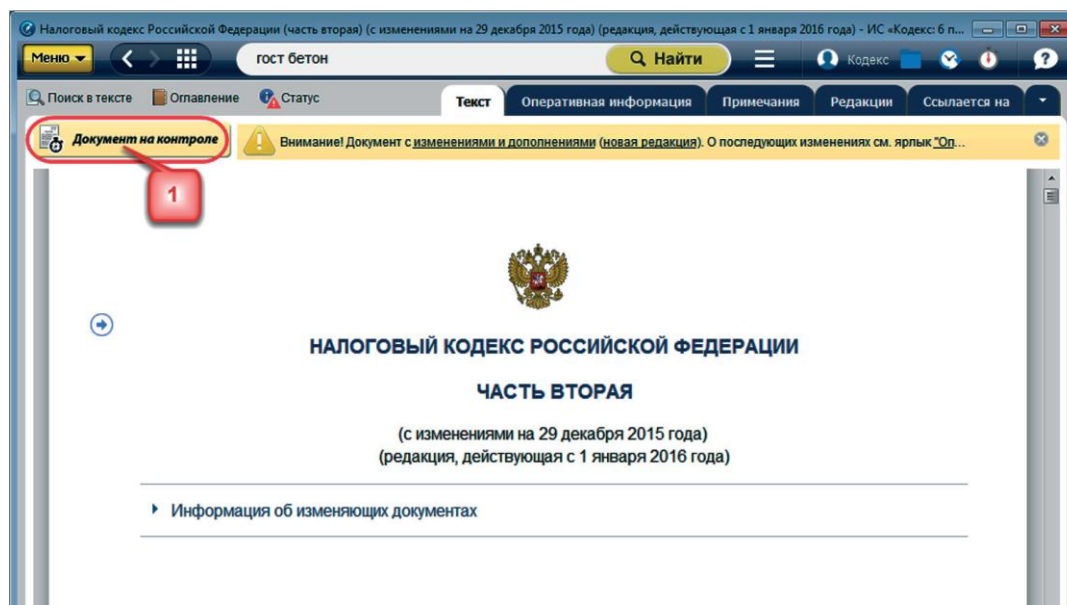 Налоговый кодекс Российской Федерации (часть вторая) (с изменениями на 29 декабря 2015 года) (редакция, действующая с 1 января 2016 года) - ИС «Кодекс: 6 п...
Меню гост бетон Найти Кодекс ?
Поиск в тексте Оглавление Статус Текст Оперативная информация Примечания Редакции Ссылается на
Документ на контроле Внимание! Документ с изменениями и дополнениями (новая редакция). О последующих изменениях см. ярлык "Оп...
1
НАЛОГОВЫЙ КОДЕКС РОССИЙСКОЙ ФЕДЕРАЦИИ
ЧАСТЬ ВТОРАЯ
(с изменениями на 29 декабря 2015 года)
(редакция, действующая с 1 января 2016 года)
Информация об изменяющих документах